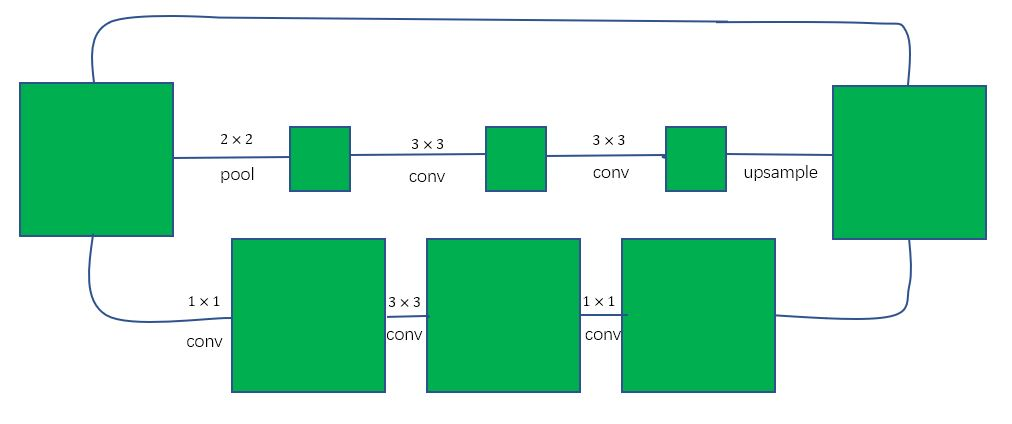 2 × 2
pool
3 × 3
conv
3 × 3
conv
upsample
1 × 1
conv
3 × 3
conv
1 × 1
conv